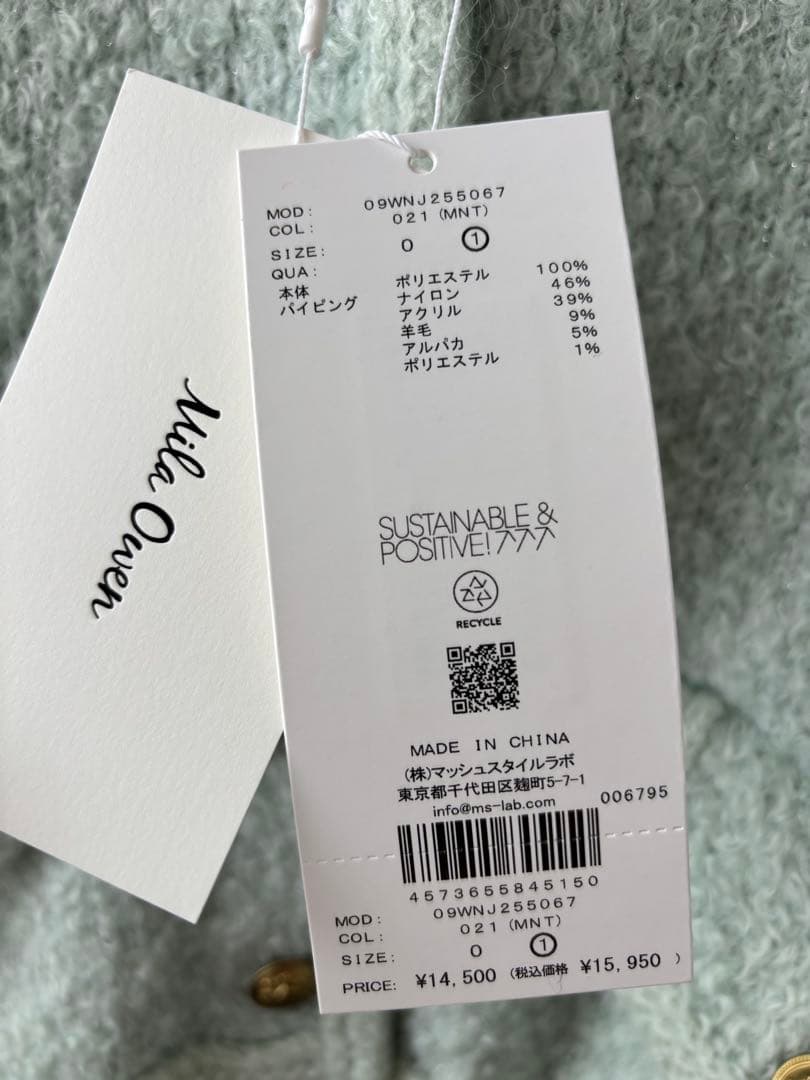 Mila Owen
MOD: 09WNJ255067
COL: 021 (MNT)
SIZE: 0 ①
QUA:
本体 ポリエステル 100%
パイピング ナイロン 46%
アクリル 39%
羊毛 9%
アルパカ 5%
ポリエステル 1%
SUSTAINABLE &
POSITIVE!
RECYCLE
MADE IN CHINA
(株)マッシュスタイルラボ
東京都千代田区麹町5-7-1
info@ms-lab.com
006795
4573655845150
MOD: 09WNJ255067
COL: 021 (MNT)
SIZE: 0 ①
PRICE: ¥14,500 (税込価格 ¥15,950 )